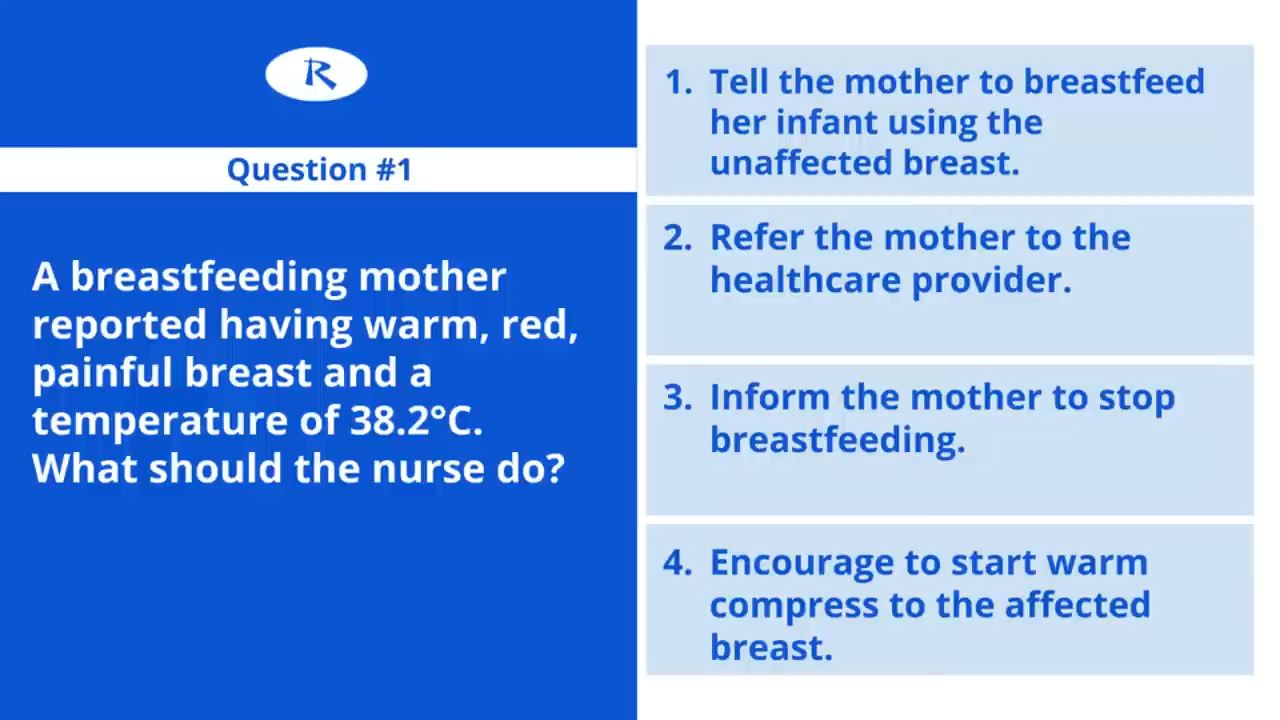 R
Question #1
A breastfeeding mother
reported having warm, red,
painful breast and a
temperature of 38.2°C.
What should the nurse do?
1. Tell the mother to breastfeed
her infant using the
unaffected breast.
2. Refer the mother to the
healthcare provider.
3. Inform the mother to stop
breastfeeding.
4. Encourage to start warm
compress to the affected
breast.